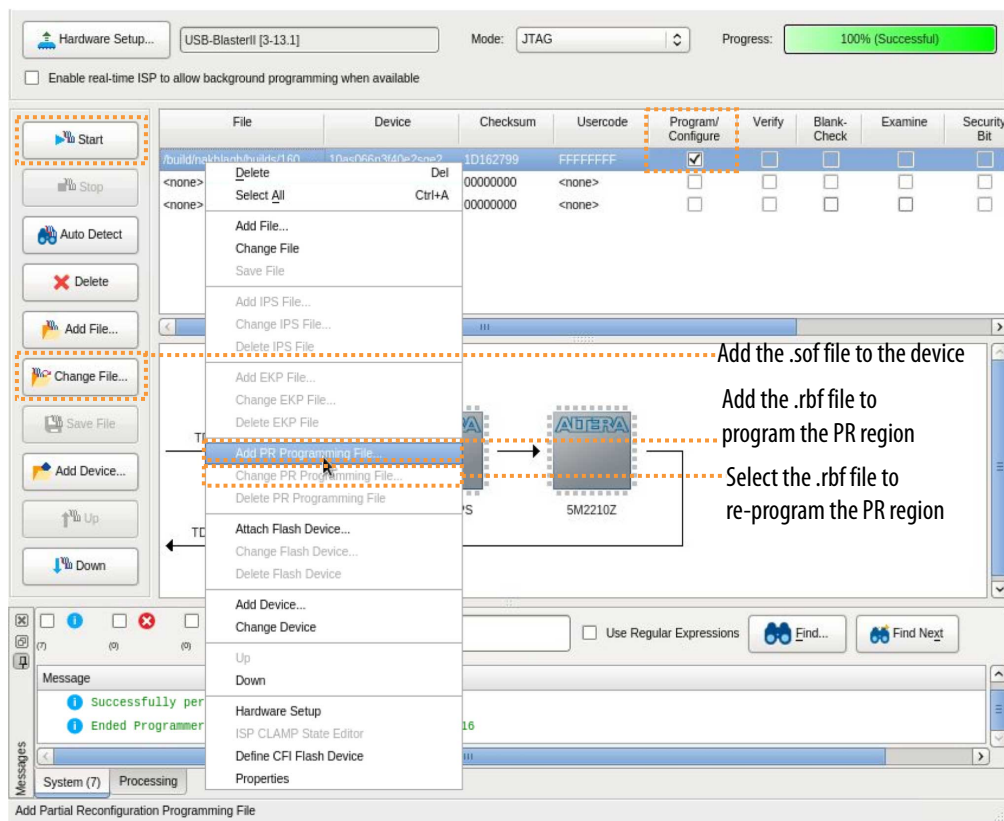 Hardware Setup...
USB-BlasterII [3-13.1]
Mode:
JTAG
Progress:
100% (Successful)
Enable real-time ISP to allow background programming when available
Start
Stop
Auto Detect
Delete
Add File...
Change File...
Save File
Add Device...
Up
Down
File
Device
Checksum
Usercode
Program/
Configure
Verify
Blank-
Check
Examine
Security
Bit
/build/nakhlagh/builds/160
1D162799
FFFFFFFF
<none>
00000000
<none>
<none>
00000000
<none>
Delete Del
Select All Ctrl+A
Add File...
Change File
Save File
Add IPS File...
Change IPS File...
Delete IPS File
Add EKP File...
Change EKP File...
Delete EKP File
Add PR Programming File...
Change PR Programming File...
Delete PR Programming File
Attach Flash Device...
Change Flash Device...
Delete Flash Device
Add Device...
Change Device
Up
Down
Hardware Setup
ISP CLAMP State Editor
Define CFI Flash Device
Properties
Add the .sof file to the device
Add the .rbf file to
program the PR region
Select the .rbf file to
re-program the PR region
ALTERA
5M2210Z
(7)
(0)
(0)
Use Regular Expressions
Find...
Find Next
Message
Successfully per
Ended Programmer
16
Messages
System (7)
Processing
Add Partial Reconfiguration Programming File